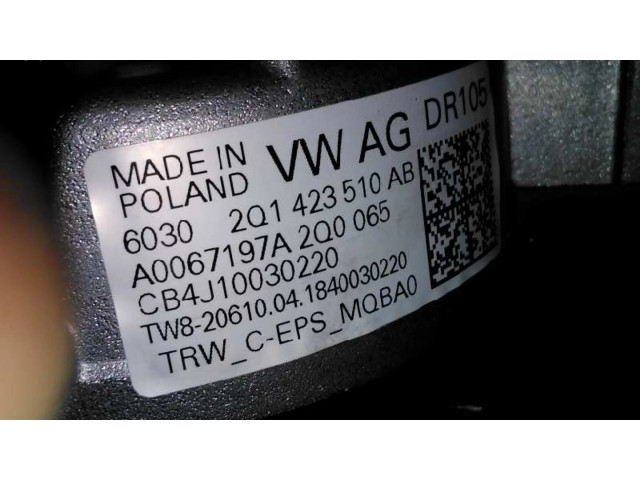 MADE IN
POLAND
VW AG DR105
6030 2Q1 423 510 AB
A0067197A 2Q0 065
CB4J10030220
TW8-20610.04.1840030220
TRW_C-EPS_MQBA0